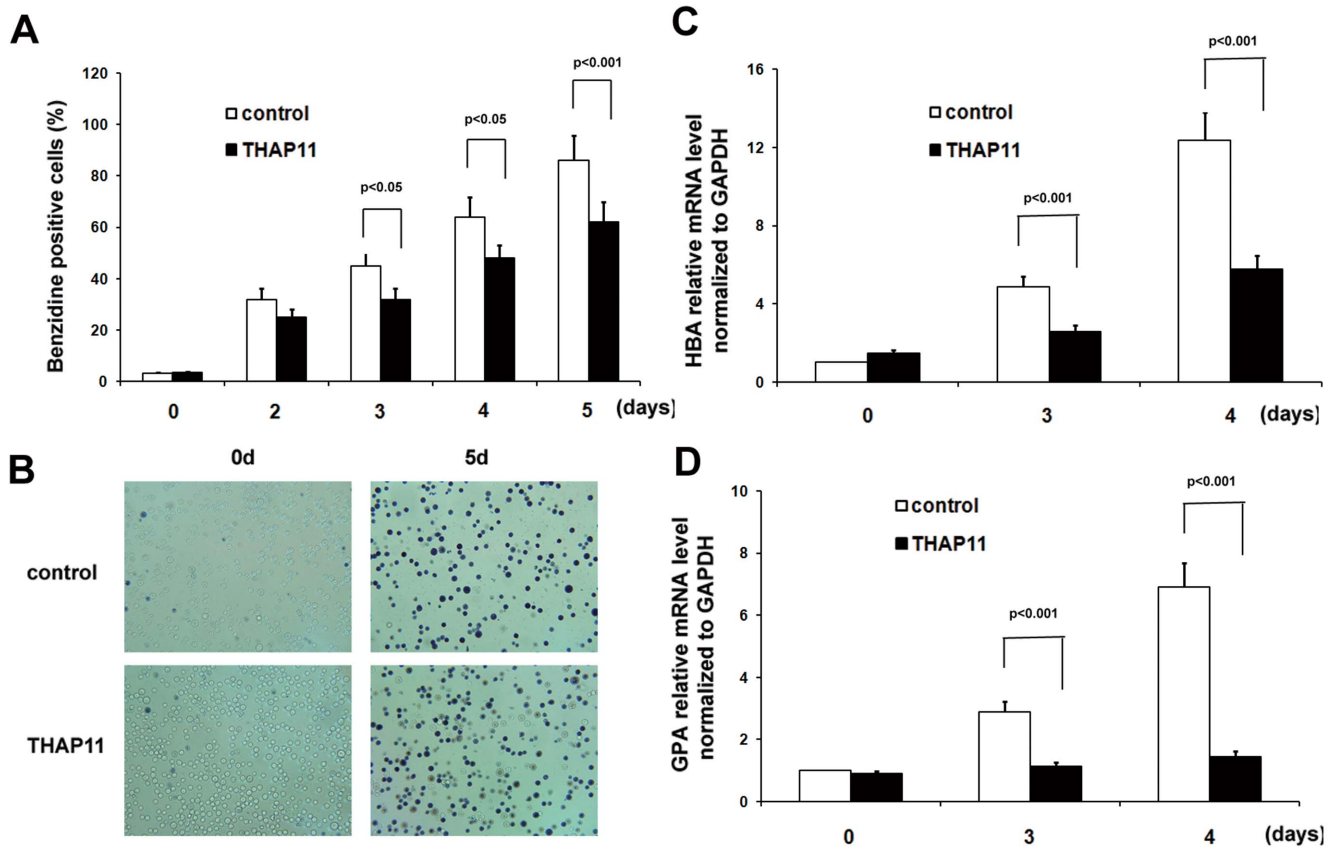 A
Benzidine positive cells (%)
120
100
80
60
40
20
0
control
THAP11
p<0.05
p<0.05
p<0.001
0 2 3 4 5 (days)
B
0d 5d
control
THAP11
C
HBA relative mRNA level
normalized to GAPDH
16
12
8
4
0
control
THAP11
p<0.001
p<0.001
0 3 4 (days)
D
GPA relative mRNA level
normalized to GAPDH
10
8
6
4
2
0
control
THAP11
p<0.001
p<0.001
0 3 4 (days)